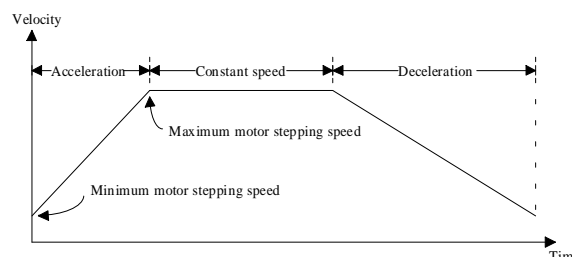 Velocity
Acceleration Constant speed Deceleration
Maximum motor stepping speed
Minimum motor stepping speed